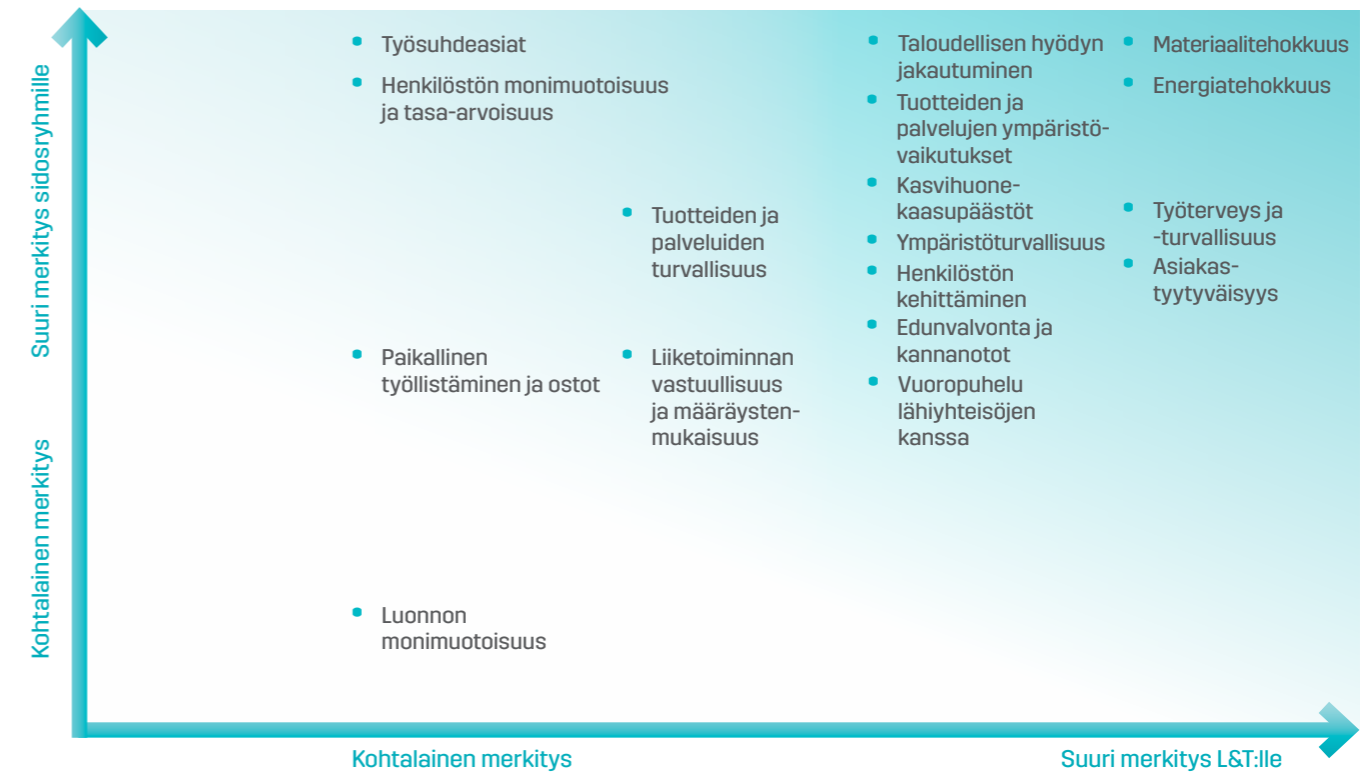 Suuri merkitys sidosryhmille
Kohtalainen merkitys
Työsuhdeasiat
Henkilöstön monimuotoisuus
ja tasa-arvoisuus
Tuotteiden ja
palveluiden
turvallisuus
Paikallinen
työllistäminen ja ostot
Liiketoiminnan
vastuullisuus
ja määräysten-
mukaisuus
Luonnon
monimuotoisuus
Taloudellisen hyödyn
jakautuminen
Tuotteiden ja
palvelujen ympäristö-
vaikutukset
Kasvihuone-
kaasupäästöt
Ympäristöturvallisuus
Henkilöstön
kehittäminen
Edunvalvonta ja
kannanotot
Vuoropuhelu
lähiyhteisöjen
kanssa
Materiaalitehokkuus
Energiatehokkuus
Työterveys ja
-turvallisuus
Asiakas-
tyytyväisyys
Kohtalainen merkitys
Suuri merkitys L&T:lle